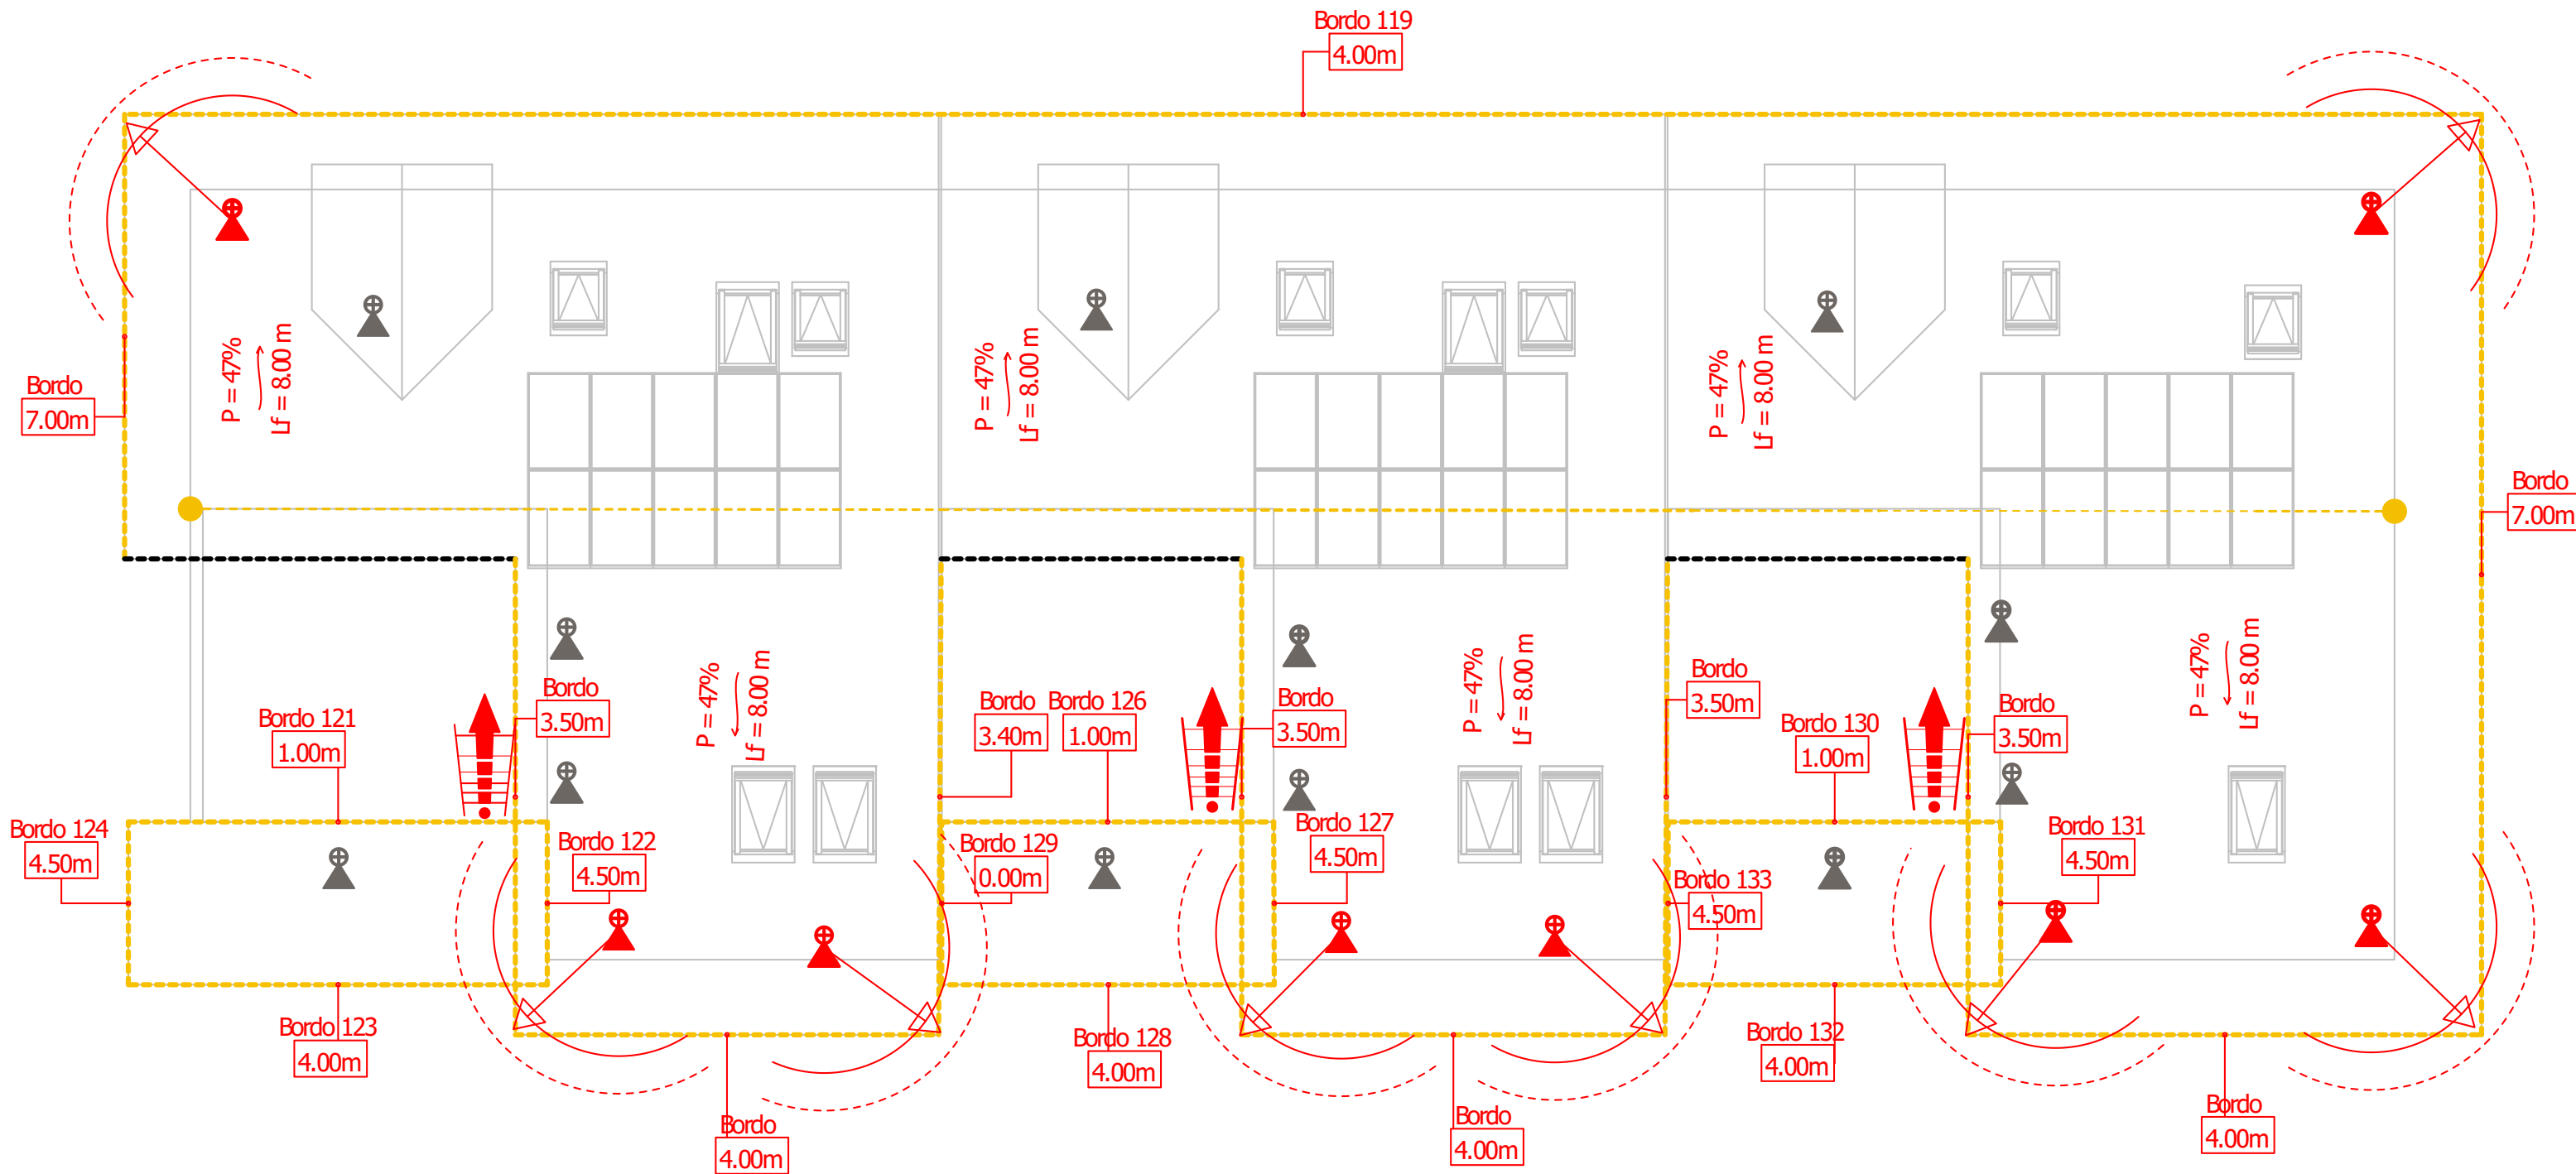 Bordo 119
4.00m
P = 47%
Lf = 8.00 m
P = 47%
Lf = 8.00 m
P = 47%
Lf = 8.00 m
Bordo
7.00m
Bordo
7.00m
P = 47%
Lf = 8.00 m
P = 47%
Lf = 8.00 m
P = 47%
Lf = 8.00 m
Bordo 121
1.00m
Bordo
3.50m
Bordo
3.40m
Bordo 126
1.00m
Bordo
3.50m
Bordo
3.50m
Bordo 130
1.00m
Bordo
3.50m
Bordo 124
4.50m
Bordo 122
4.50m
Bordo 129
0.00m
Bordo 127
4.50m
Bordo 133
4.50m
Bordo 131
4.50m
Bordo 123
4.00m
Bordo 128
4.00m
Bordo 132
4.00m
Bordo
4.00m
Bordo
4.00m
Bordo
4.00m